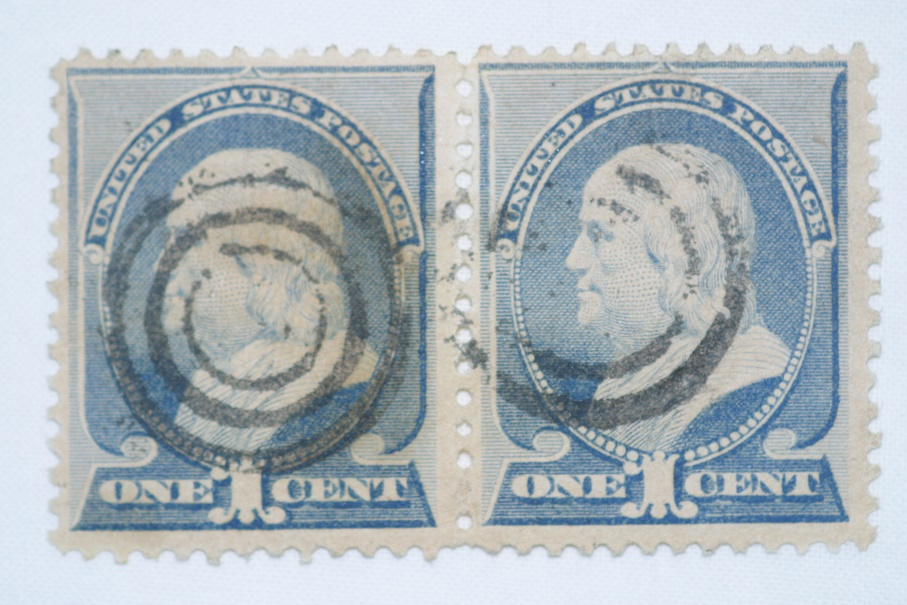 UNITED STATES POSTAGE
ONE 1 CENT
UNITED STATES POSTAGE
ONE 1 CENT